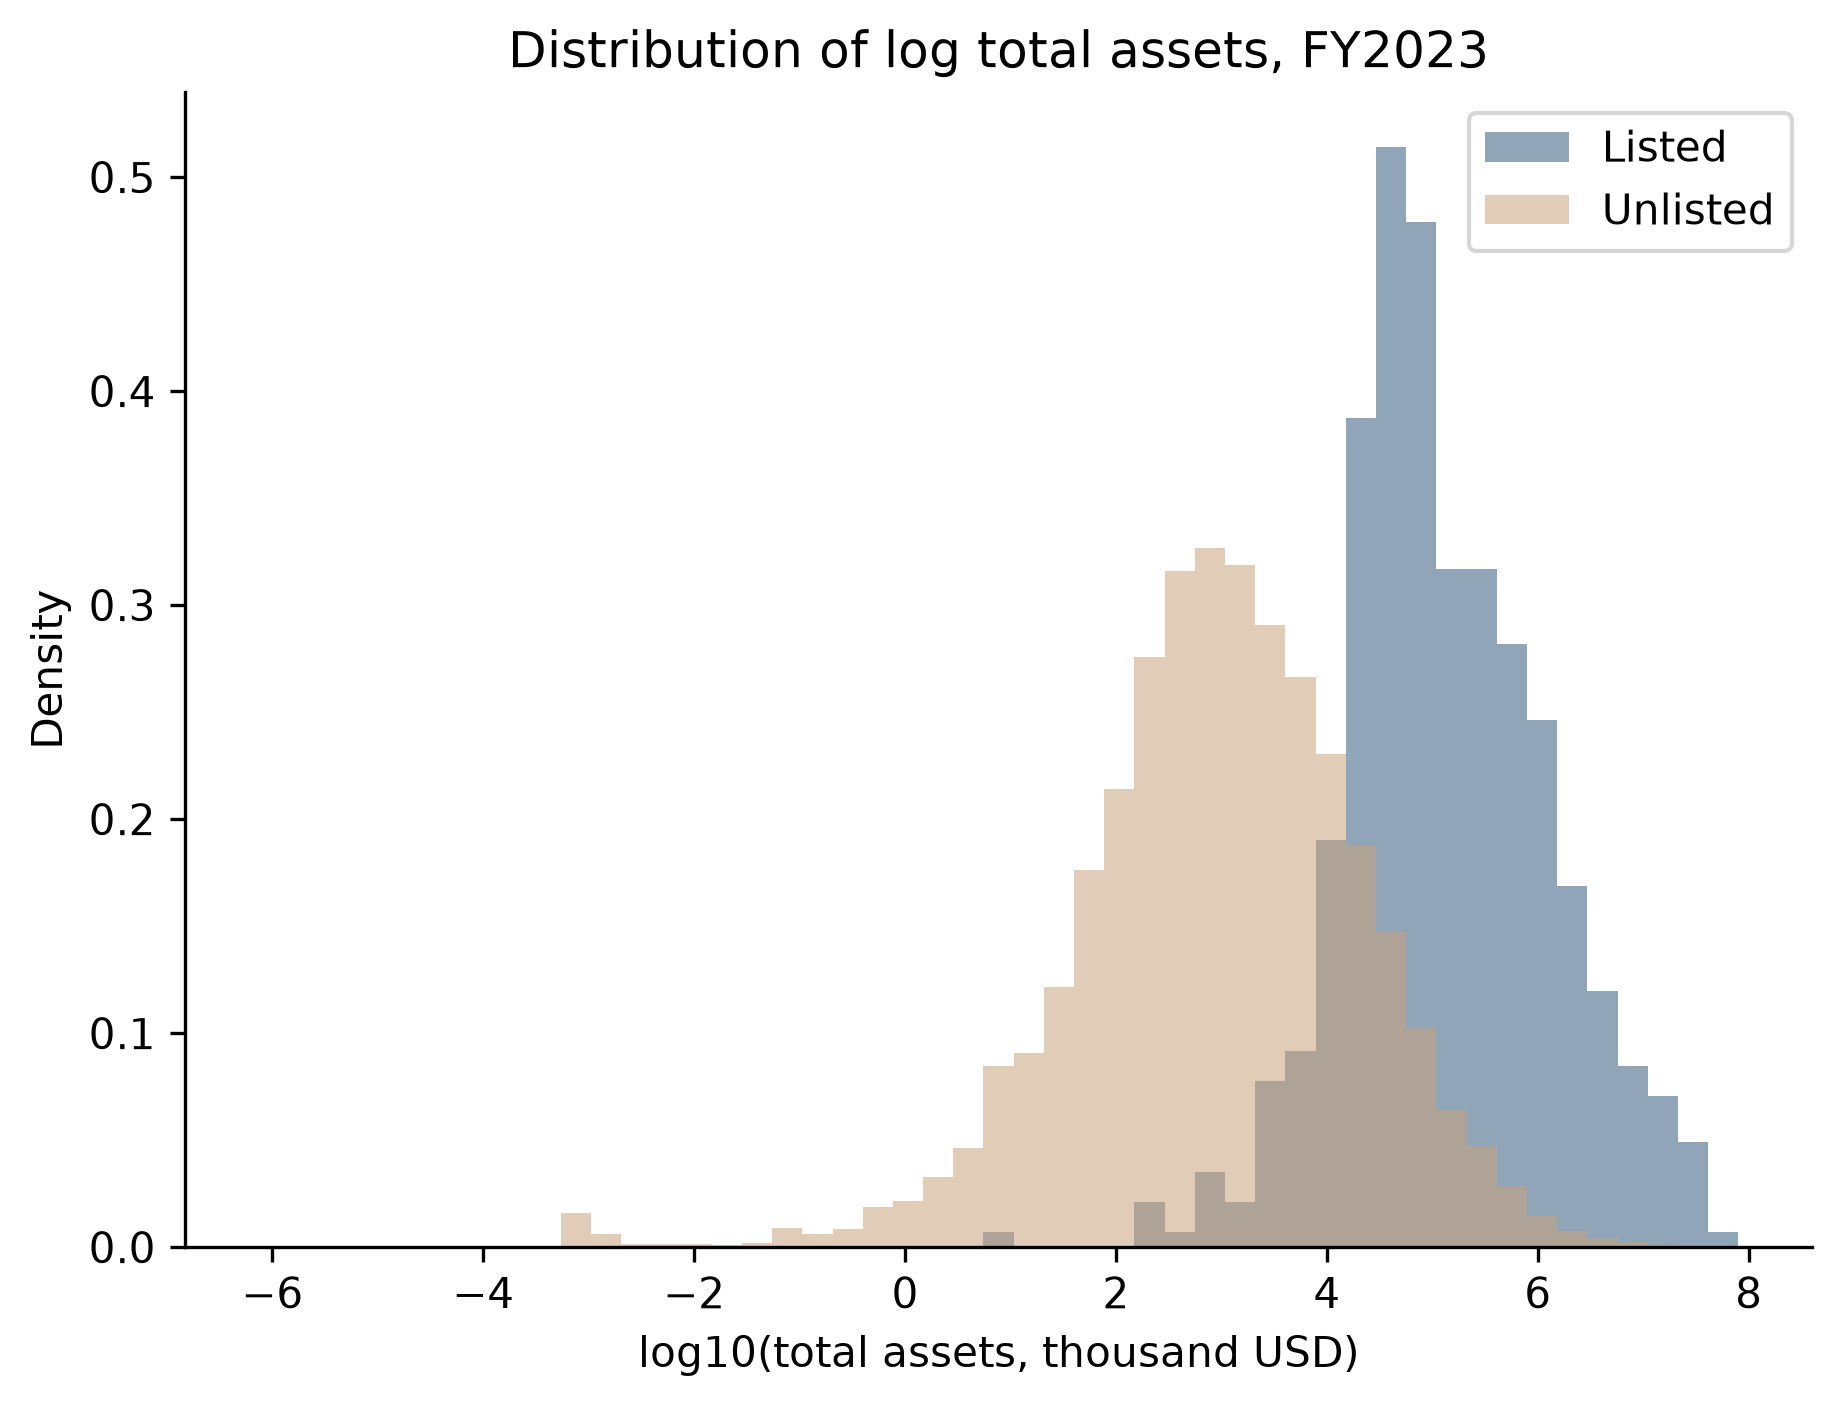 Distribution of log total assets, FY2023
Listed
Unlisted
0.5
0.4
0.3
0.2
0.1
0.0
Density
−6 −4 −2 0 2 4 6 8
log10(total assets, thousand USD)